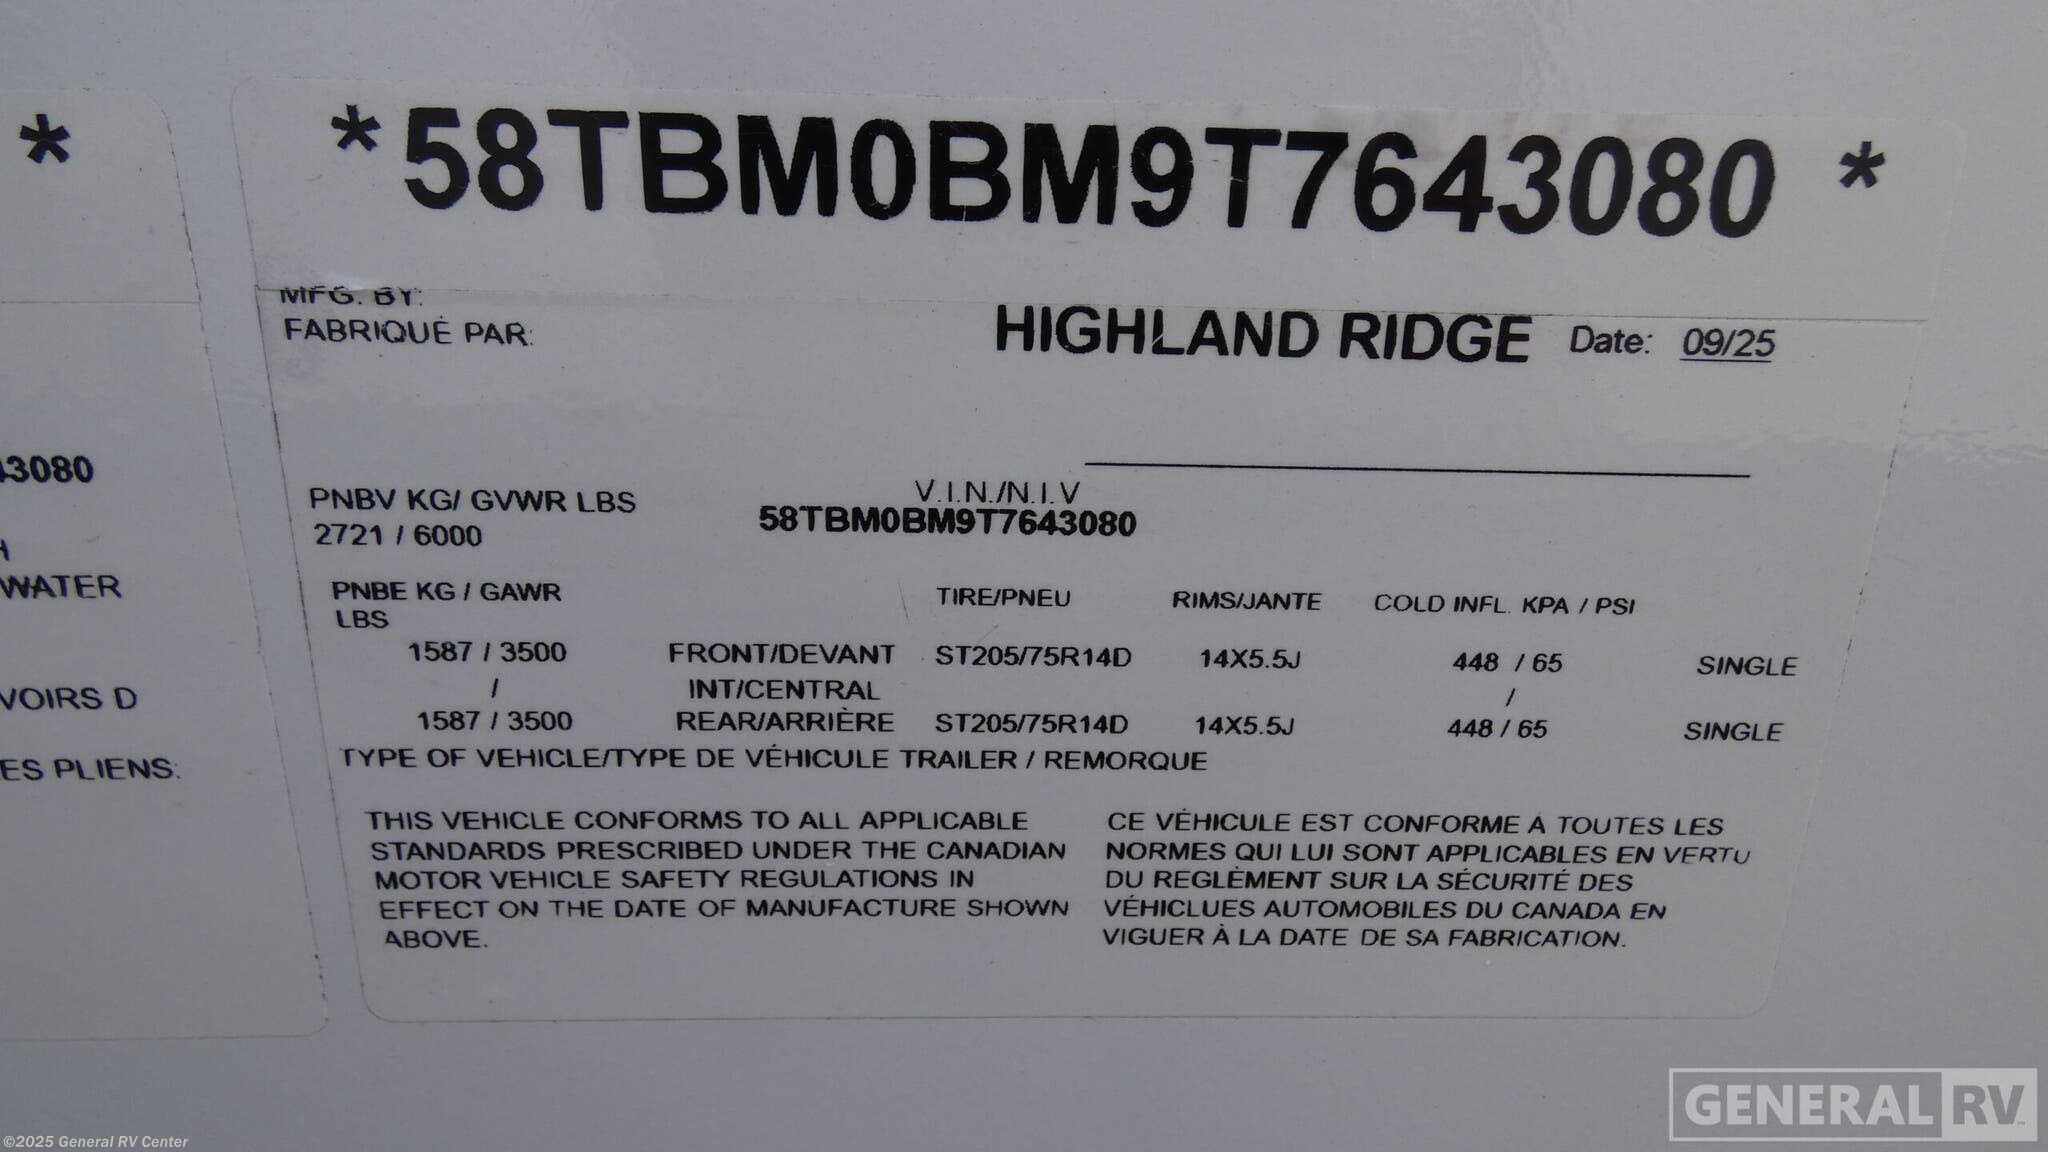 *
*58TBM0BM9T7643080 *
MFG. BY:
FABRIQUÉ PAR:
HIGHLAND RIDGE Date: 09/25
43080
WATER
VOIRS D
ES PLIENS:
PNBV KG/ GVWR LBS
2721 / 6000
V.I.N./N.I.V
58TBM0BM9T7643080
PNBE KG / GAWR
LBS
TIRE/PNEU RIMS/JANTE COLD INFL. KPA / PSI
1587 / 3500 FRONT/DEVANT ST205/75R14D 14X5.5J 448 / 65 SINGLE
/ INT/CENTRAL /
1587 / 3500 REAR/ARRIÈRE ST205/75R14D 14X5.5J 448 / 65 SINGLE
TYPE OF VEHICLE/TYPE DE VÉHICULE TRAILER / REMORQUE
THIS VEHICLE CONFORMS TO ALL APPLICABLE
STANDARDS PRESCRIBED UNDER THE CANADIAN
MOTOR VEHICLE SAFETY REGULATIONS IN
EFFECT ON THE DATE OF MANUFACTURE SHOWN
ABOVE.
CE VÉHICULE EST CONFORME À TOUTES LES
NORMES QUI LUI SONT APPLICABLES EN VERTU
DU REGLÈMENT SUR LA SÉCURITÉ DES
VÉHICLUES AUTOMOBILES DU CANADA EN
VIGUER À LA DATE DE SA FABRICATION.
GENERAL RV
©2025 General RV Center